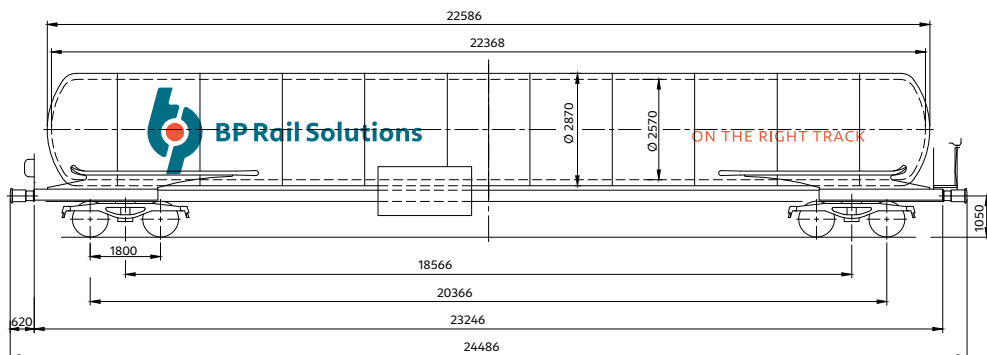 22586
22368
BP Rail Solutions
Ø 2870
Ø 2570
ON THE RIGHT TRACK
1050
1800
18566
20366
620
23246
24486